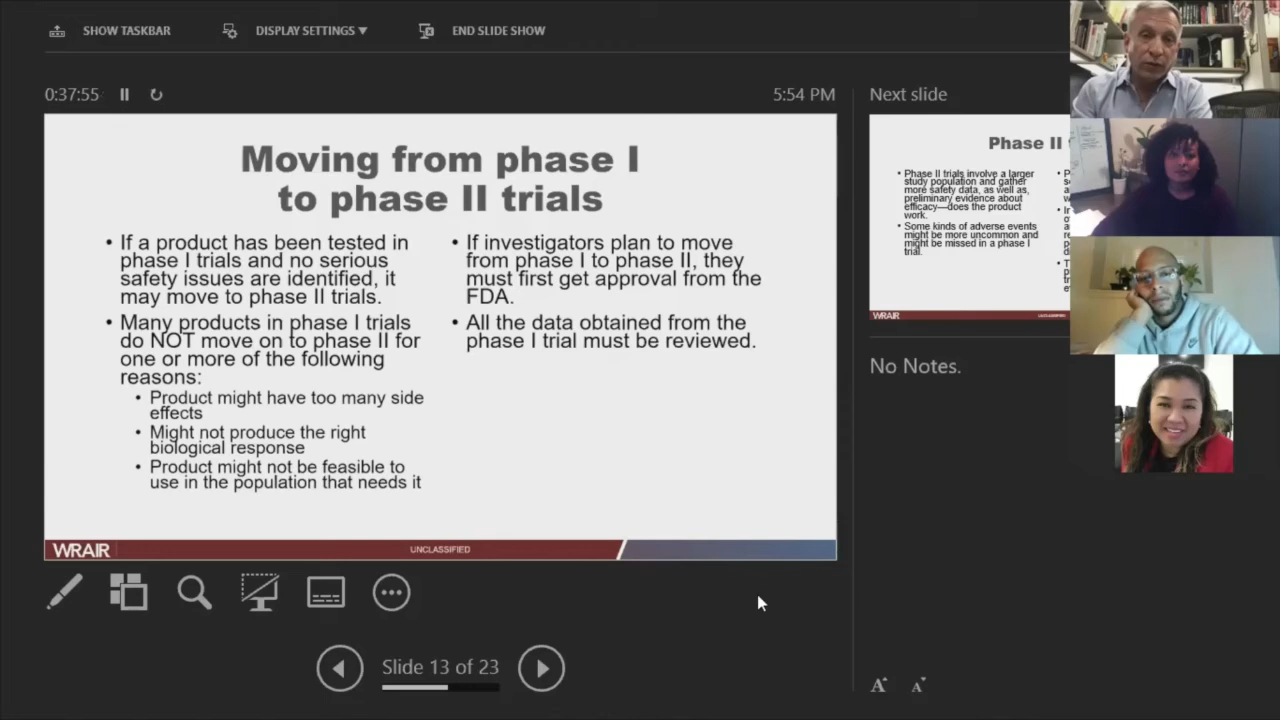 SHOW TASKBAR
DISPLAY SETTINGS
END SLIDE SHOW
0:37:55
5:54 PM
Moving from phase I
to phase II trials
• If a product has been tested in
phase I trials and no serious
safety issues are identified, it
may move to phase II trials.
• Many products in phase I trials
do NOT move on to phase II for
one or more of the following
reasons:
• Product might have too many side
effects
• Might not produce the right
biological response
• Product might not be feasible to
use in the population that needs it
• If investigators plan to move
from phase I to phase II, they
must first get approval from the
FDA.
• All the data obtained from the
phase I trial must be reviewed.
WRAIR
UNCLASSIFIED
Slide 13 of 23
Next slide
Phase II
• Phase II trials involve a larger
study population and gather
more safety data, as well as,
preliminary evidence about
efficacy—does the product
work.
• Some kinds of adverse events
might be more uncommon and
might be missed in a phase I
trial.
WRAIR
UNCLASSIFIED
No Notes.
A A